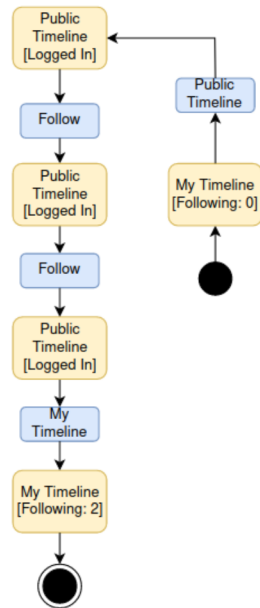 Public
Timeline
[Logged In]
Follow
Public
Timeline
[Logged In]
Follow
Public
Timeline
[Logged In]
My
Timeline
My Timeline
[Following: 2]
Public
Timeline
My Timeline
[Following: 0]